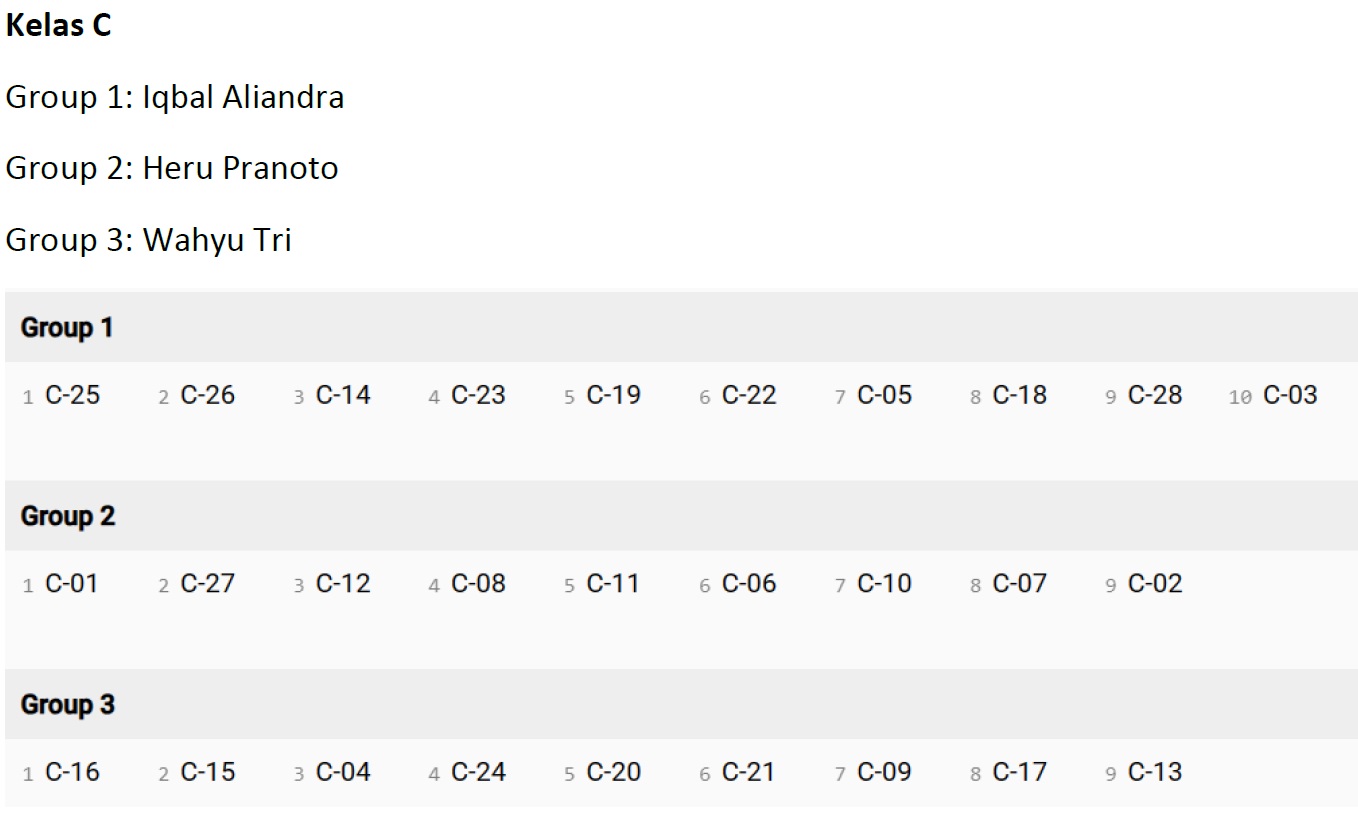 Kelas C
Group 1: Iqbal Aliandra
Group 2: Heru Pranoto
Group 3: Wahyu Tri
Group 1
1 C-25 2 C-26 3 C-14 4 C-23 5 C-19 6 C-22 7 C-05 8 C-18 9 C-28 10 C-03
Group 2
1 C-01 2 C-27 3 C-12 4 C-08 5 C-11 6 C-06 7 C-10 8 C-07 9 C-02
Group 3
1 C-16 2 C-15 3 C-04 4 C-24 5 C-20 6 C-21 7 C-09 8 C-17 9 C-13